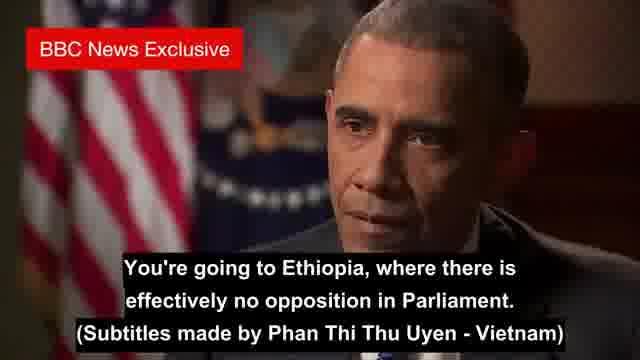 BBC News Exclusive
You're going to Ethiopia, where there is
effectively no opposition in Parliament.
(Subtitles made by Phan Thi Thu Uyen - Vietnam)